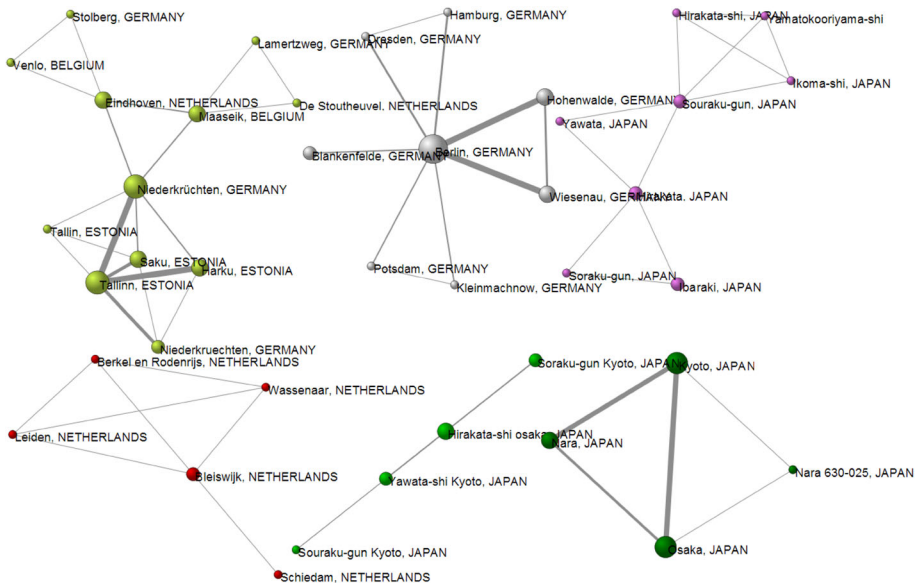 Stolberg, GERMANY
Hamburg, GERMANY
Hirakata-shi, JAPAN
Yamatokooriyama-shi
Dresden, GERMANY
Lamertzweg, GERMANY
Venlo, BELGIUM
Ikoma-shi, JAPAN
Eindhoven, NETHERLANDS
De Stoutheuvel. NETHERLANDS
Hohenwalde, GERMANY
Souraku-gun, JAPAN
Maaseik, BELGIUM
Yawata, JAPAN
Blankenfelde, GERMANY
Berlin, GERMANY
Niederkrüchten, GERMANY
Wiesenau, GERMANY
JAPAN
Tallin, ESTONIA
Saku, ESTONIA
Harku, ESTONIA
Potsdam, GERMANY
Soraku-gun, JAPAN
Tallinn, ESTONIA
Kleinmachnow, GERMANY
Ibaraki, JAPAN
Niederkruechten, GERMANY
Berkel en Rodenrijs, NETHERLANDS
Soraku-gun Kyoto, JAPAN
Kyoto, JAPAN
Wassenaar, NETHERLANDS
Leiden, NETHERLANDS
Hirakata-shi osaka, JAPAN
Nara, JAPAN
Bleiswijk, NETHERLANDS
Yawata-shi Kyoto, JAPAN
Nara 630-025, JAPAN
Souraku-gun Kyoto, JAPAN
Osaka, JAPAN
Schiedam, NETHERLANDS